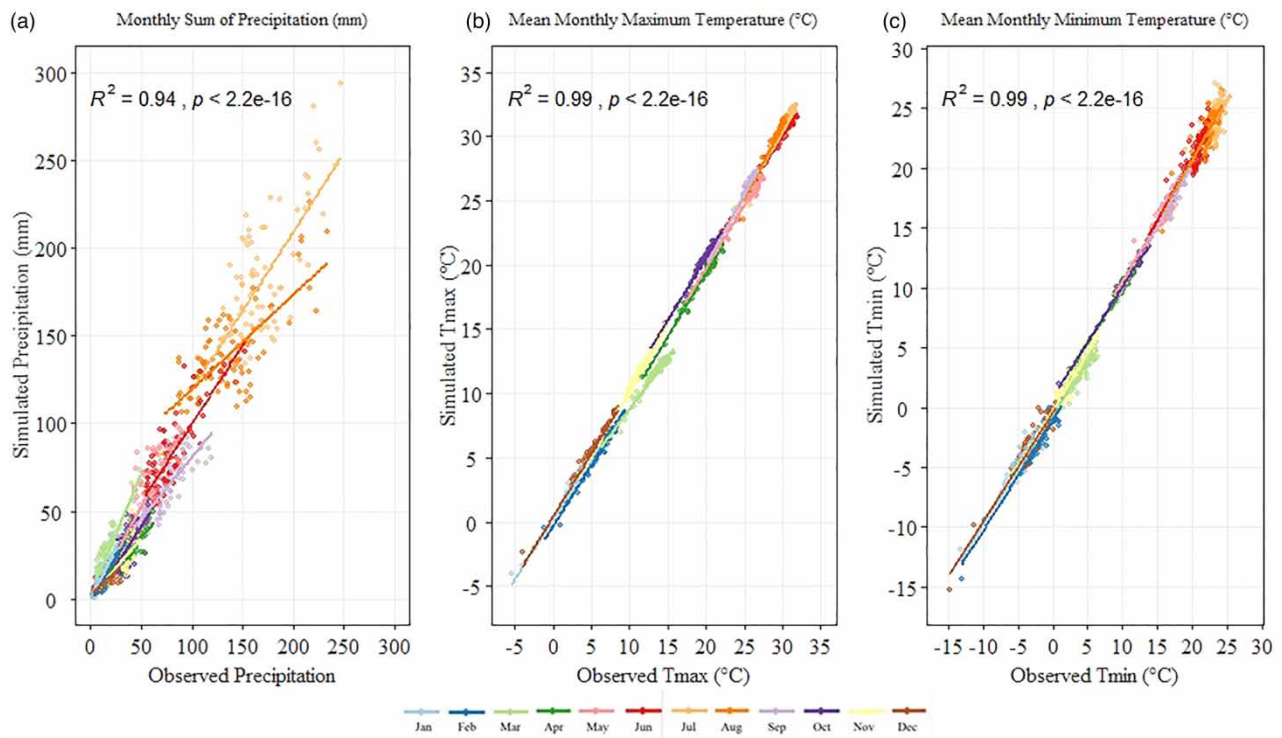 (a) Monthly Sum of Precipitation (mm)
R² = 0.94 , p < 2.2e-16
Simulated Precipitation (mm)
300
250
200
150
100
50
0
0 50 100 150 200 250 300
Observed Precipitation
(b) Mean Monthly Maximum Temperature (°C)
R² = 0.99 , p < 2.2e-16
Simulated Tmax (°C)
35
30
25
20
15
10
5
0
-5
-5 0 5 10 15 20 25 30 35
Observed Tmax (°C)
(c) Mean Monthly Minimum Temperature (°C)
R² = 0.99 , p < 2.2e-16
Simulated Tmin (°C)
30
25
20
15
10
5
0
-5
-10
-15
-15 -10 -5 0 5 10 15 20 25 30
Observed Tmin (°C)
Jan Feb Mar Apr May Jun Jul Aug Sep Oct Nov Dec